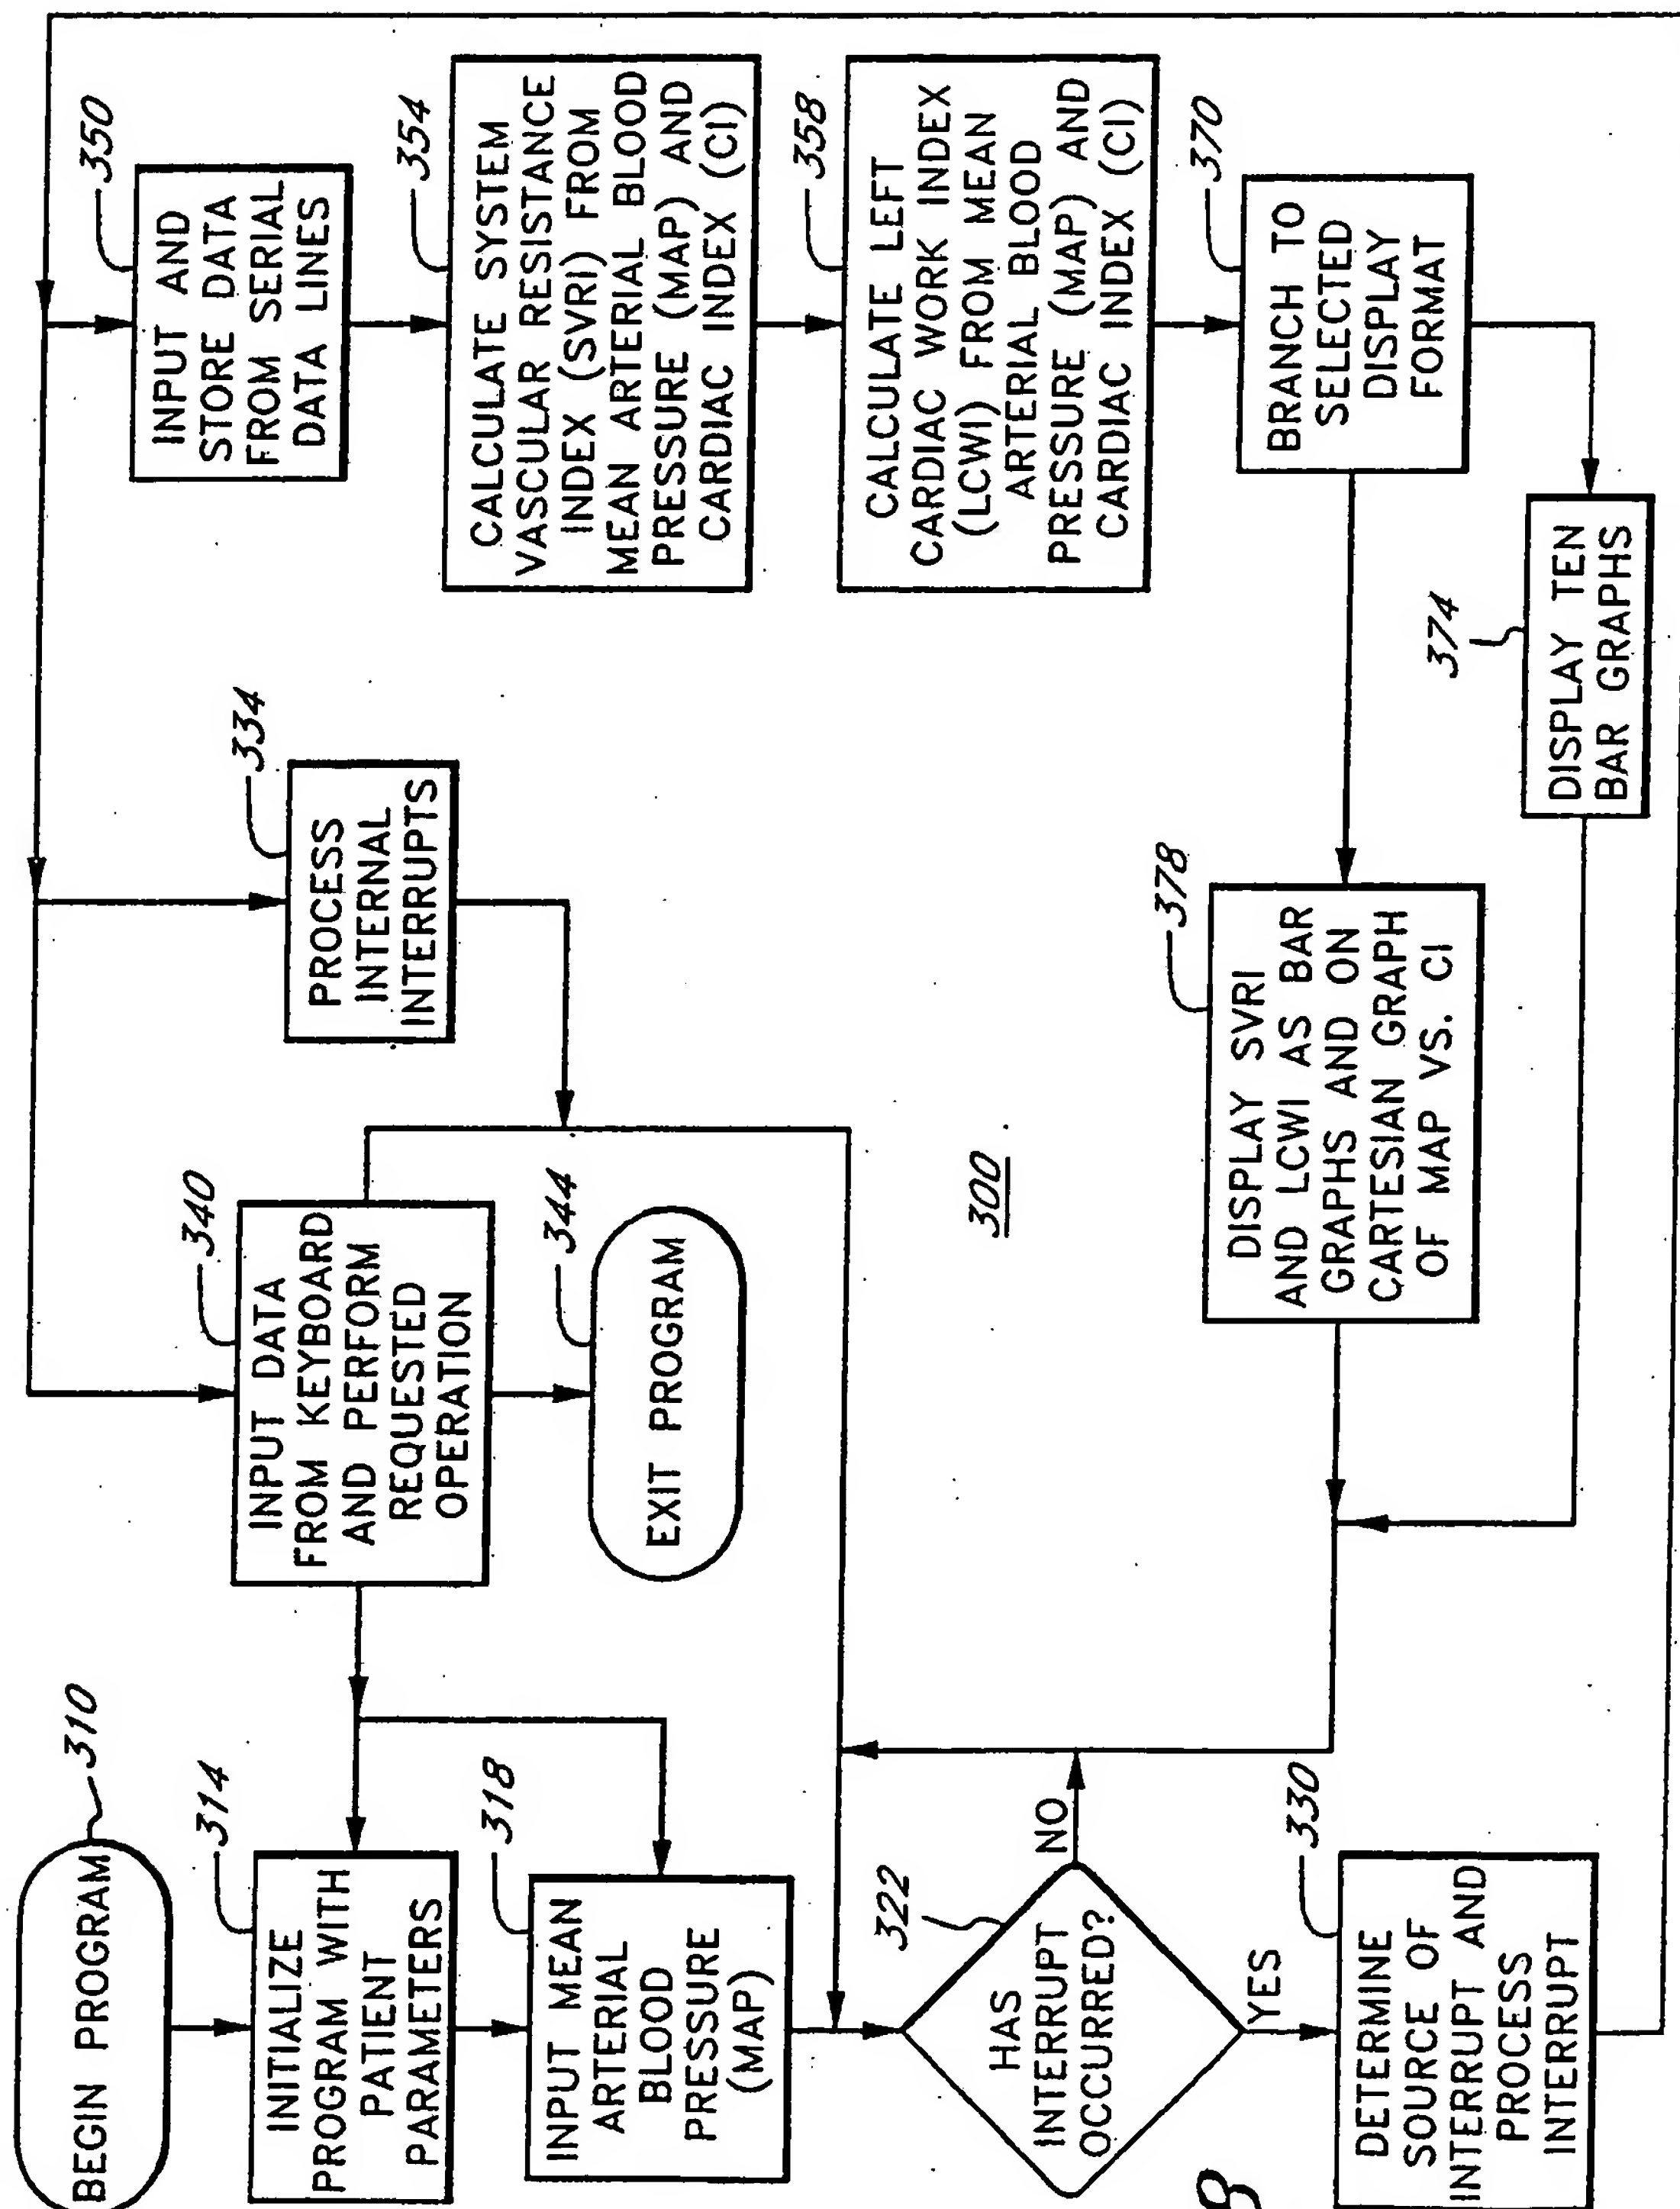 310
BEGIN PROGRAM
314
INITIALIZE
PROGRAM WITH
PATIENT
PARAMETERS
318
INPUT MEAN
ARTERIAL
BLOOD
PRESSURE
(MAP)
322
HAS
INTERRUPT
OCCURRED?
NO
YES
330
DETERMINE
SOURCE OF
INTERRUPT AND
PROCESS
INTERRUPT
340
INPUT DATA
FROM KEYBOARD
AND PERFORM
REQUESTED
OPERATION
344
EXIT PROGRAM
334
PROCESS
INTERNAL
INTERRUPTS
300
350
INPUT AND
STORE DATA
FROM SERIAL
DATA LINES
354
CALCULATE SYSTEM
VASCULAR RESISTANCE
INDEX (SVRI) FROM
MEAN ARTERIAL BLOOD
PRESSURE (MAP) AND
CARDIAC INDEX (CI)
358
CALCULATE LEFT
CARDIAC WORK INDEX
(LCWI) FROM MEAN
ARTERIAL BLOOD
PRESSURE (MAP) AND
CARDIAC INDEX (CI)
370
BRANCH TO
SELECTED
DISPLAY
FORMAT
374
DISPLAY TEN
BAR GRAPHS
378
DISPLAY SVRI
AND LCWI AS BAR
GRAPHS AND ON
CARTESIAN GRAPH
OF MAP VS. CI
8